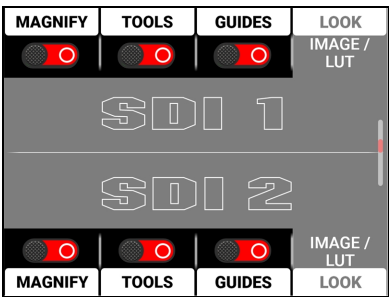 MAGNIFY TOOLS GUIDES LOOK
IMAGE /
LUT
SDI 1
SDI 2
IMAGE /
LUT
MAGNIFY TOOLS GUIDES LOOK